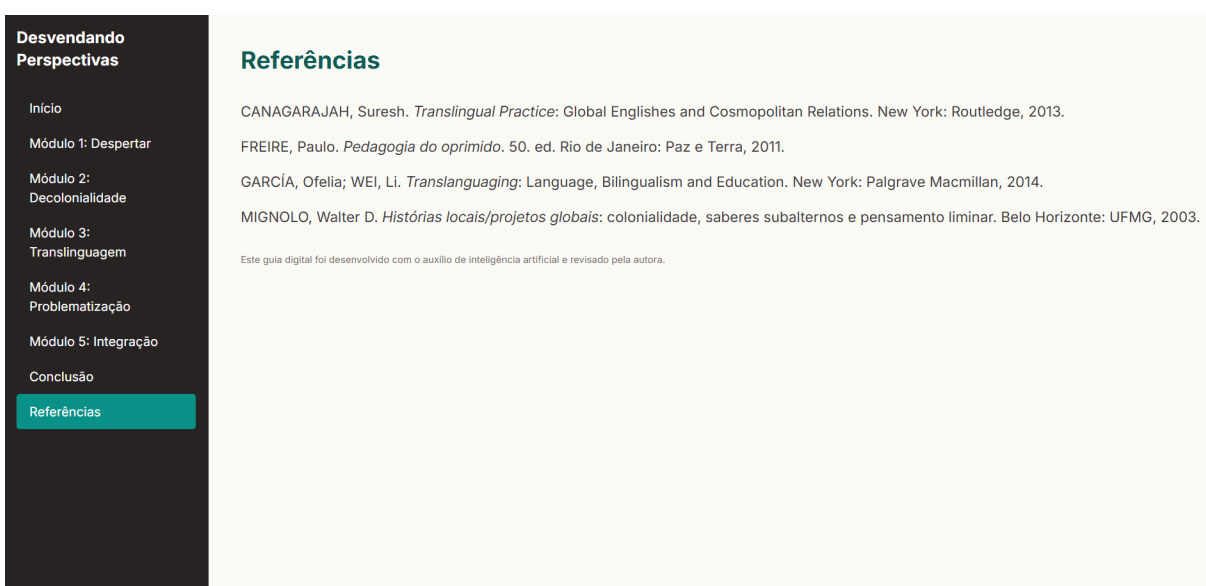 Desvendando
Perspectivas
Início
Módulo 1: Despertar
Módulo 2:
Decolonialidade
Módulo 3:
Translinguagem
Módulo 4:
Problematização
Módulo 5: Integração
Conclusão
Referências
Referências
CANAGARAJAH, Suresh. Translingual Practice: Global Englishes and Cosmopolitan Relations. New York: Routledge, 2013.
FREIRE, Paulo. Pedagogia do oprimido. 50. ed. Rio de Janeiro: Paz e Terra, 2011.
GARCÍA, Ofelia; WEI, Li. Translanguaging: Language, Bilingualism and Education. New York: Palgrave Macmillan, 2014.
MIGNOLO, Walter D. Histórias locais/projetos globais: colonialidade, saberes subalternos e pensamento liminar. Belo Horizonte: UFMG, 2003.
Este guia digital foi desenvolvido com o auxílio de inteligência artificial e revisado pela autora.